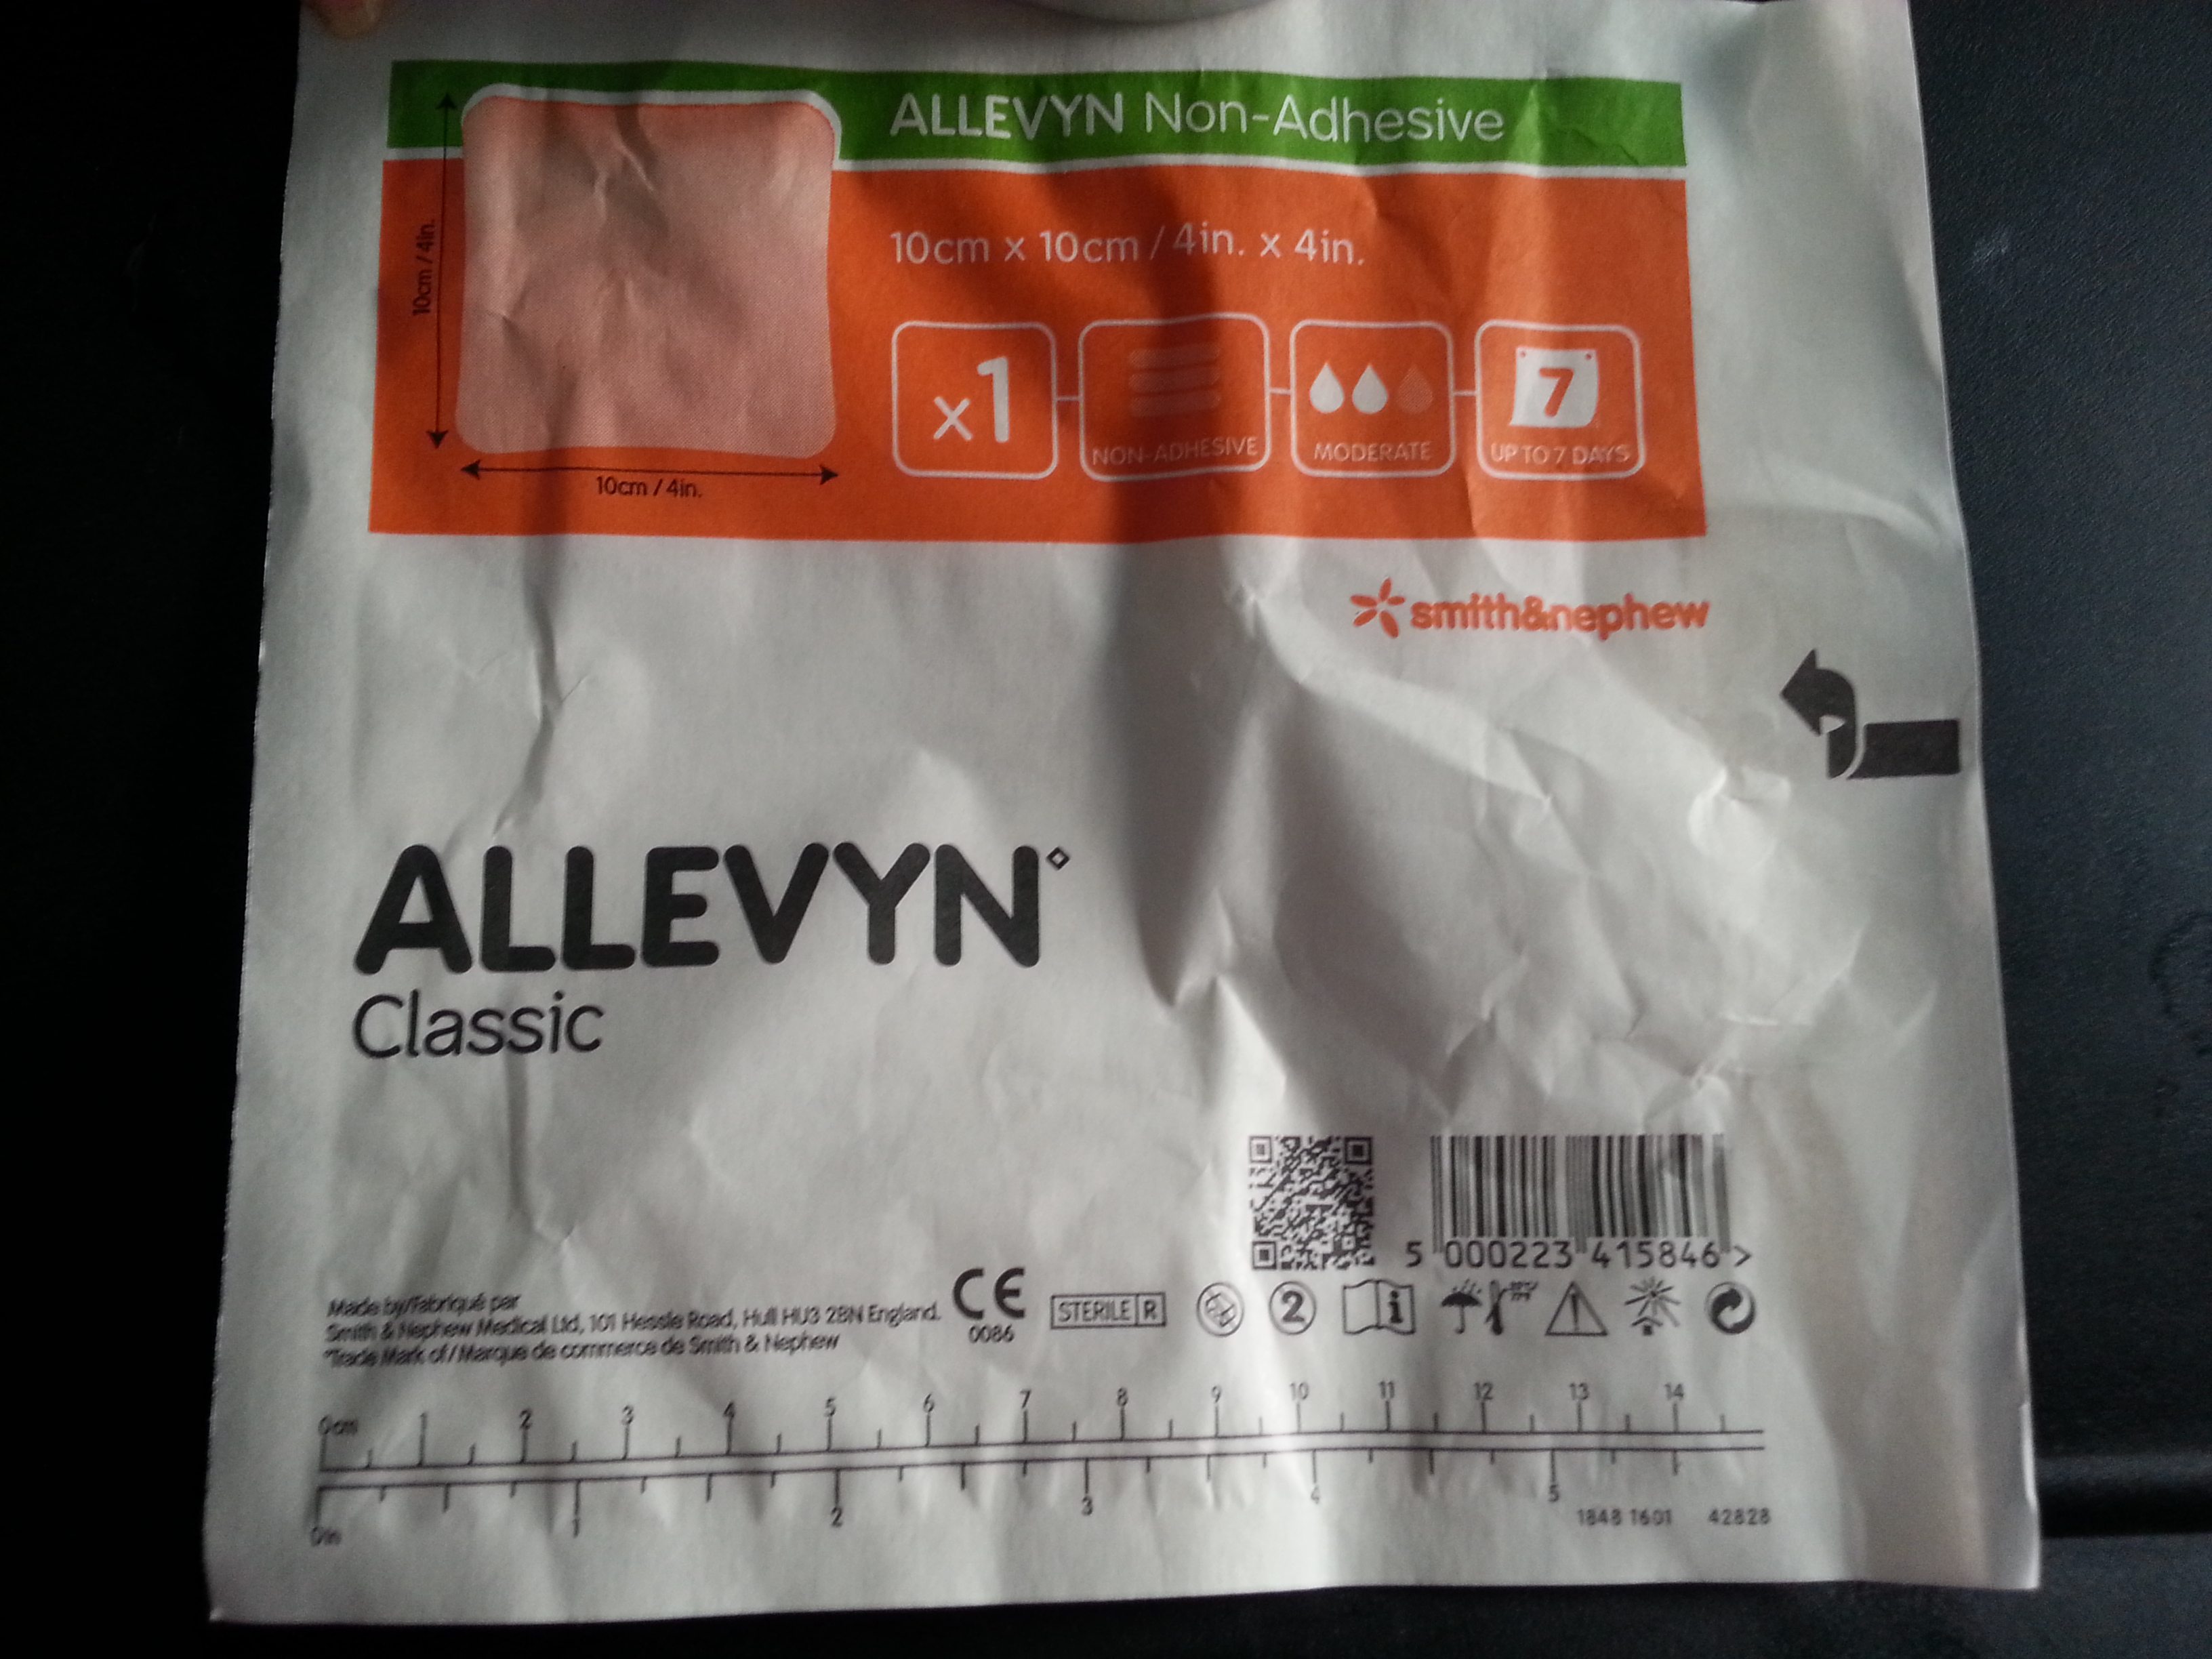 ALLEVYN Non-Adhesive
10cm x 10cm / 4in. x 4in.
10cm / 4in.
10cm / 4in.
x1
NON-ADHESIVE
MODERATE
7
UP TO 7 DAYS
smith&nephew
ALLEVYN◊
Classic
5 000223 415846 >
Made by/Fabriqué par
Smith & Nephew Medical Ltd, 101 Hessle Road, Hull HU3 2BN England.
Trade Mark of / Marque de commerce de Smith & Nephew
CE
0086
STERILE R
2
i
0cm 1 2 3 4 5 6 7 8 9 10 11 12 13 14
0in 1 2 3 4 5
1848 1601 42828